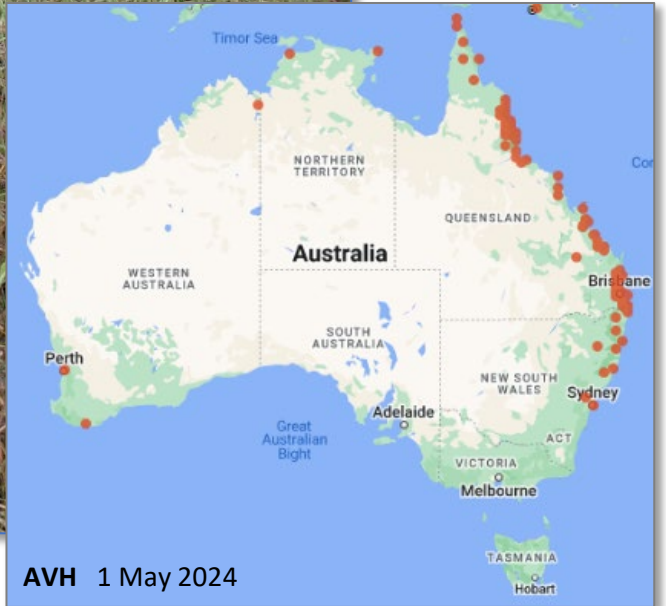 Timor Sea
NORTHERN
TERRITORY
Cor
QUEENSLAND
Australia
WESTERN
AUSTRALIA
Brisbane
SOUTH
AUSTRALIA
Perth
NEW SOUTH
WALES
Sydney
Adelaide
Great
Australian
Bight
ACT
VICTORIA
Melbourne
TASMANIA
Hobart
AVH 1 May 2024